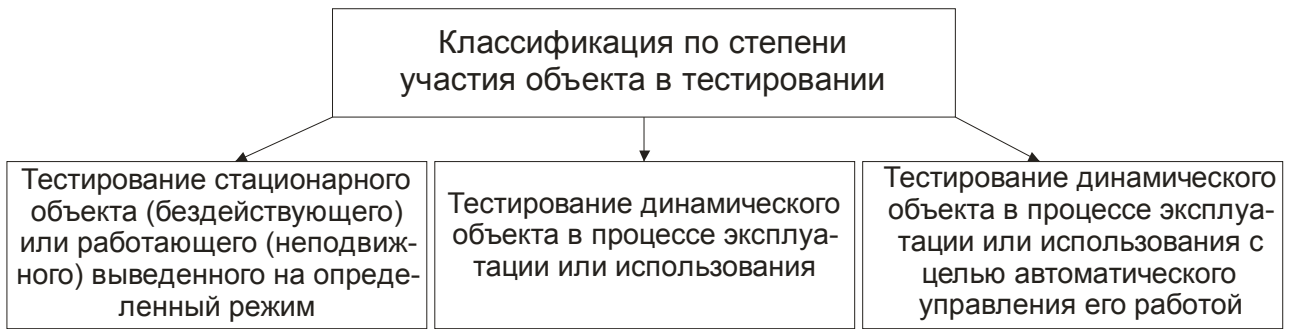 Классификация по степени
участия объекта в тестировании
Тестирование стационарного
объекта (бездействующего)
или работающего (неподвиж-
ного) выведенного на опреде-
ленный режим
Тестирование динамического
объекта в процессе эксплуа-
тации или использования
Тестирование динамического
объекта в процессе эксплуа-
тации или использования с
целью автоматического
управления его работой